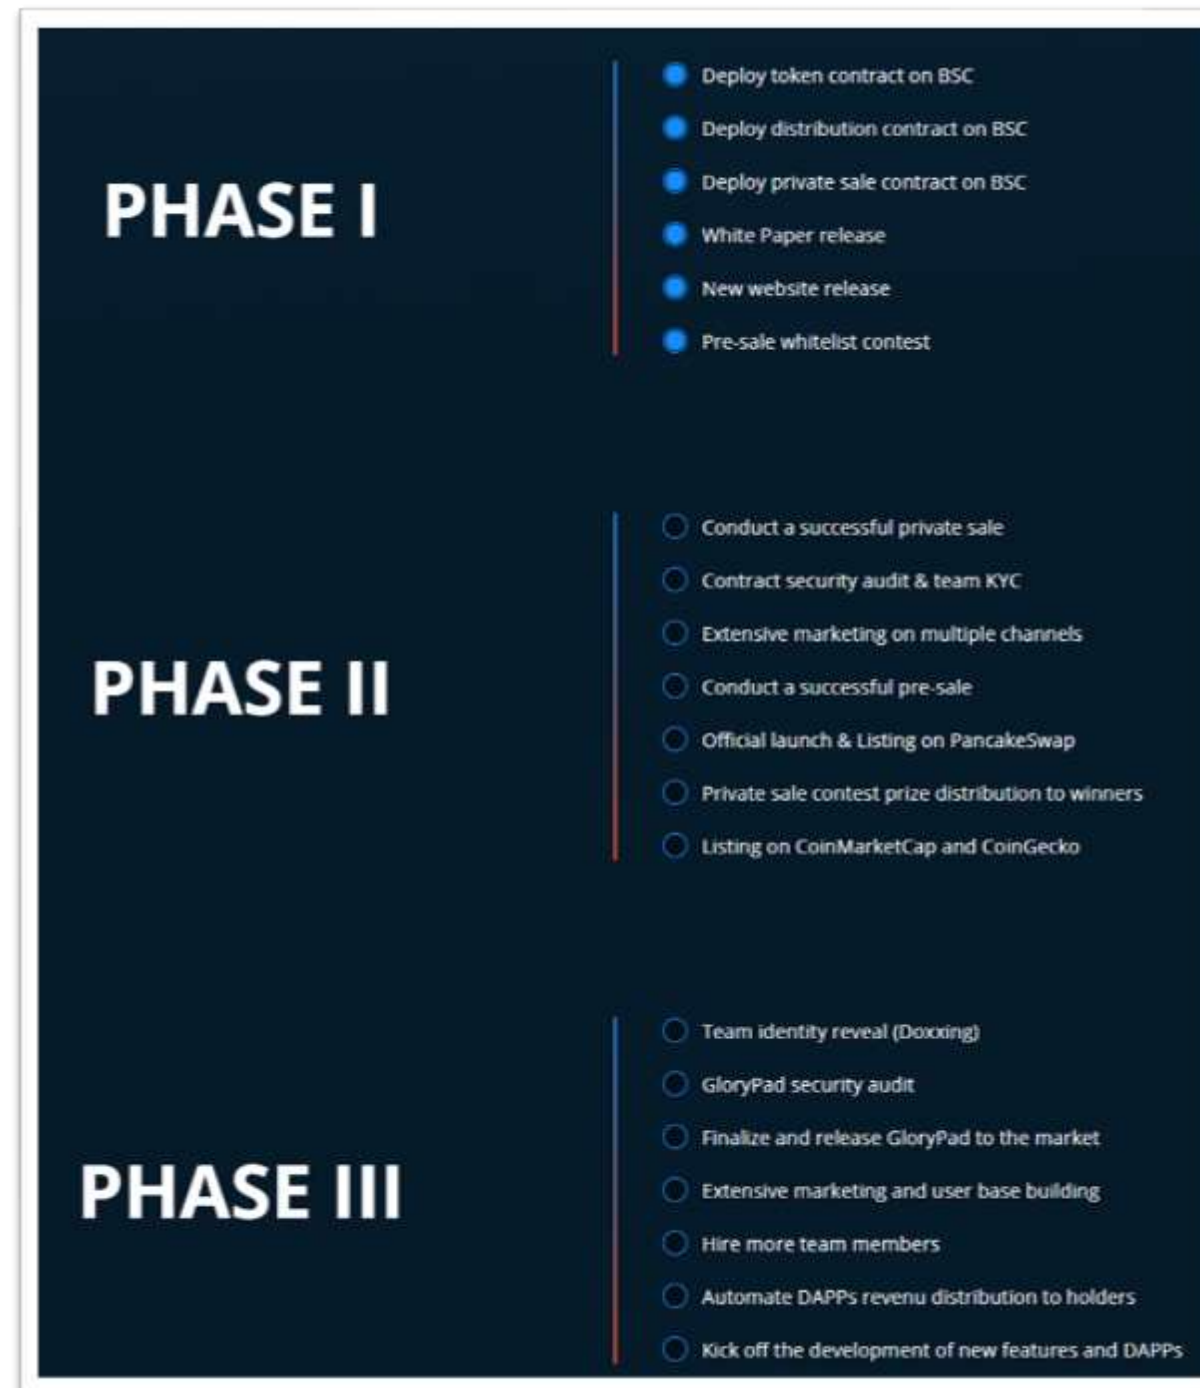 PHASE I
Deploy token contract on BSC
Deploy distribution contract on BSC
Deploy private sale contract on BSC
White Paper release
New website release
Pre-sale whitelist contest
PHASE II
Conduct a successful private sale
Contract security audit & team KYC
Extensive marketing on multiple channels
Conduct a successful pre-sale
Official launch & Listing on PancakeSwap
Private sale contest prize distribution to winners
Listing on CoinMarketCap and CoinGecko
PHASE III
Team identity reveal (Doxxing)
GloryPad security audit
Finalize and release GloryPad to the market
Extensive marketing and user base building
Hire more team members
Automate DAPPs revenu distribution to holders
Kick off the development of new features and DAPPs